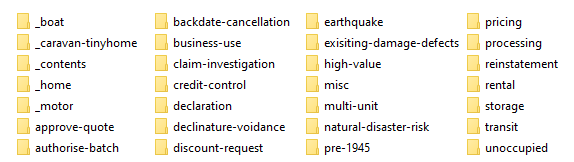 _boat
_caravan-tinyhome
_contents
_home
_motor
approve-quote
authorise-batch
backdate-cancellation
business-use
claim-investigation
credit-control
declaration
declinature-voidance
discount-request
earthquake
exisiting-damage-defects
high-value
misc
multi-unit
natural-disaster-risk
pre-1945
pricing
processing
reinstatement
rental
storage
transit
unoccupied